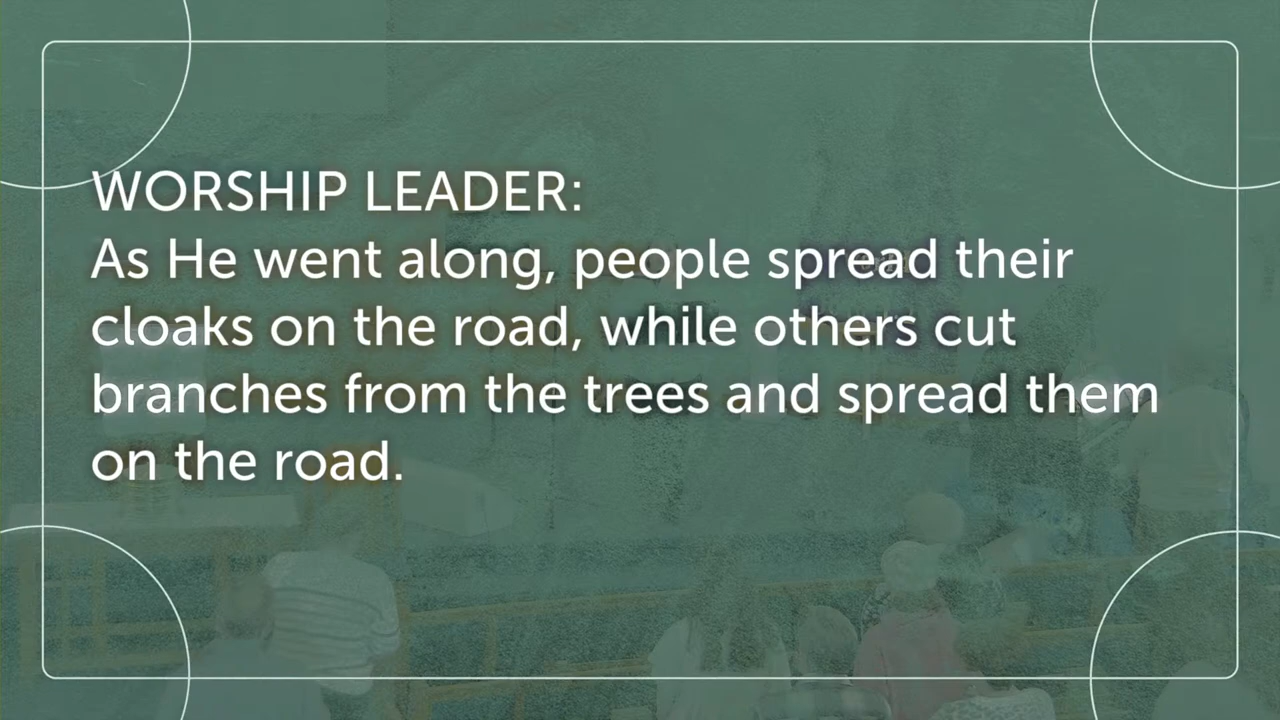 WORSHIP LEADER:
As He went along, people spread their
cloaks on the road, while others cut
branches from the trees and spread them
on the road.